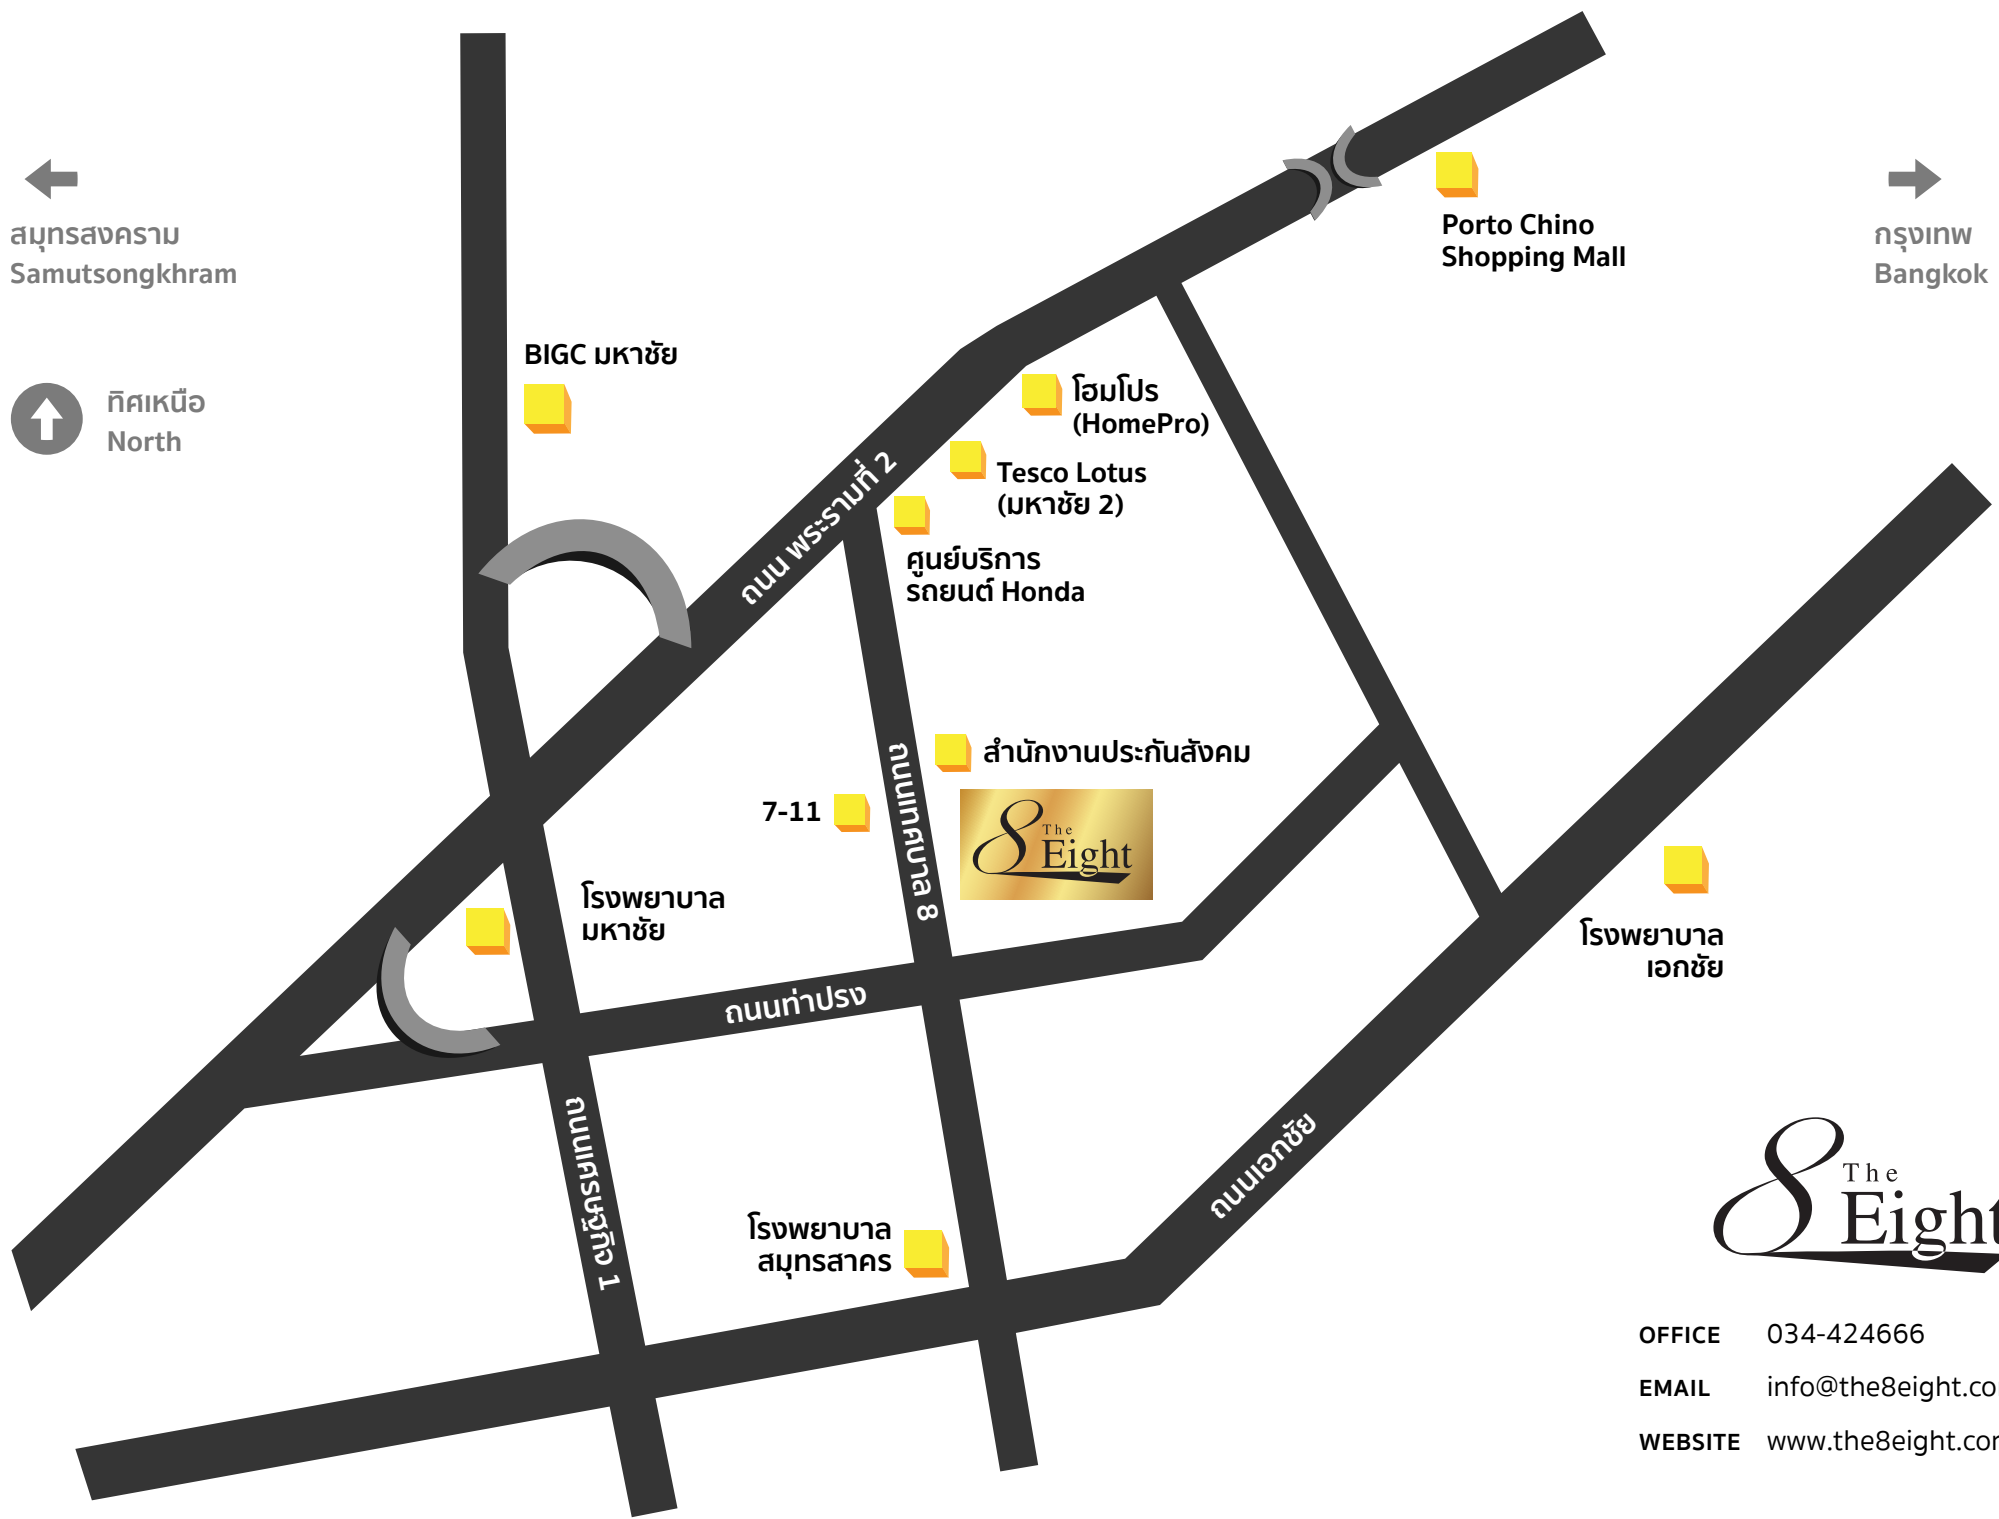 สมุทรสงคราม
Samutsongkhram
กรุงเทพ
Bangkok
Porto Chino
Shopping Mall
BIGC มหาชัย
ทิศเหนือ
North
โฮมโปร
(HomePro)
Tesco Lotus
(มหาชัย 2)
ถนน พระรามที่ 2
ศูนย์บริการ
รถยนต์ Honda
สำนักงานประกันสังคม
7-11
ถนนเทศบาล 8
8 The
Eight
โรงพยาบาล
มหาชัย
โรงพยาบาล
เอกชัย
ถนนท่าปรง
ถนนเศรษฐกิจ 1
ถนนเอกชัย
โรงพยาบาล
สมุทรสาคร
8 The
Eight
OFFICE 034-424666
EMAIL info@the8eight.co
WEBSITE www.the8eight.co